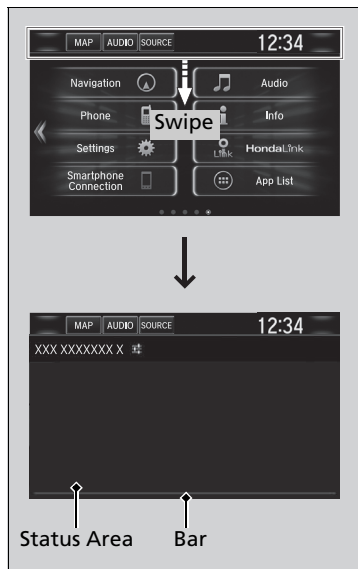 MAP AUDIO SOURCE 12:34
Navigation Audio
Phone Info
Swipe
Settings Link HondaLink
Smartphone
Connection App List
MAP AUDIO SOURCE 12:34
XXX XXXXXXX X
Status Area Bar